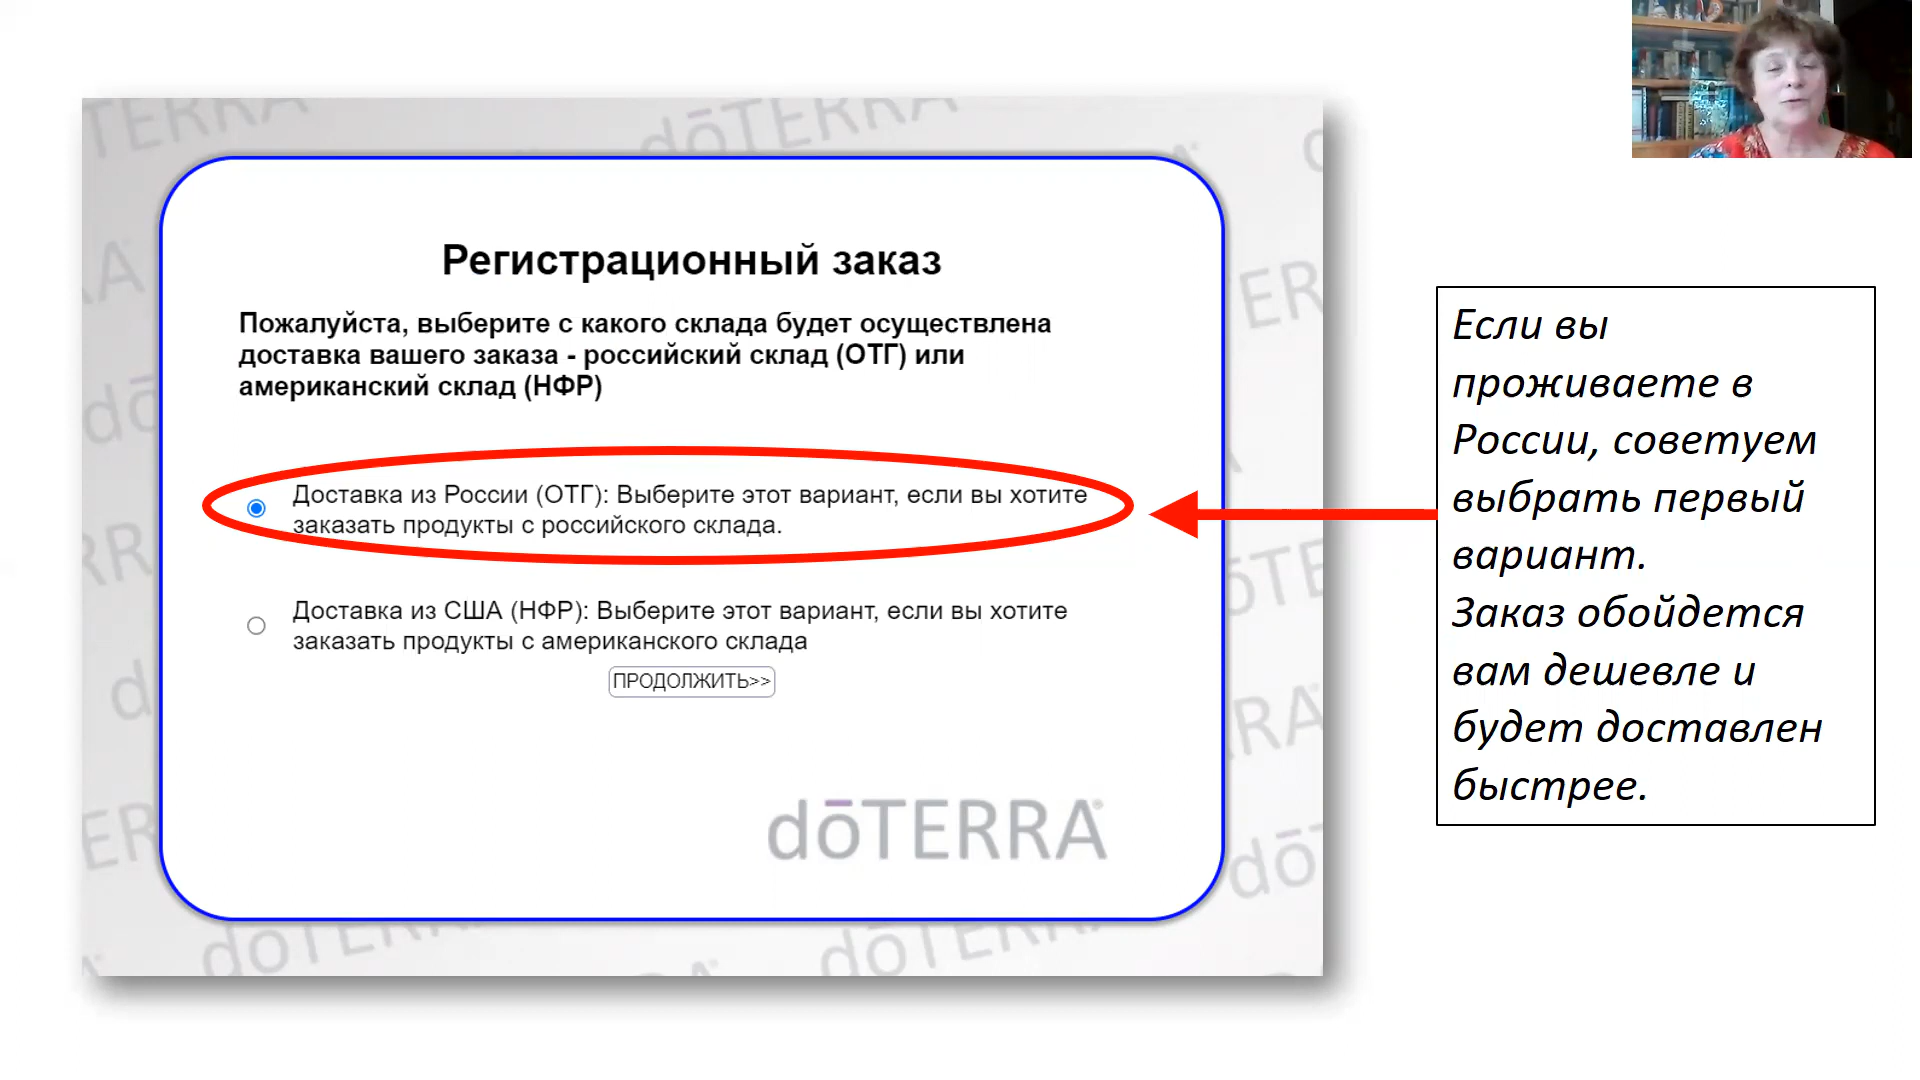 Регистрационный заказ
Пожалуйста, выберите с какого склада будет осуществлена
доставка вашего заказа - российский склад (ОТГ) или
американский склад (НФР)
Доставка из России (ОТГ): Выберите этот вариант, если вы хотите
заказать продукты с российского склада.
Доставка из США (НФР): Выберите этот вариант, если вы хотите
заказать продукты с американского склада
ПРОДОЛЖИТЬ>>
dōTERRA®
Если вы
проживаете в
России, советуем
выбрать первый
вариант.
Заказ обойдется
вам дешевле и
будет доставлен
быстрее.